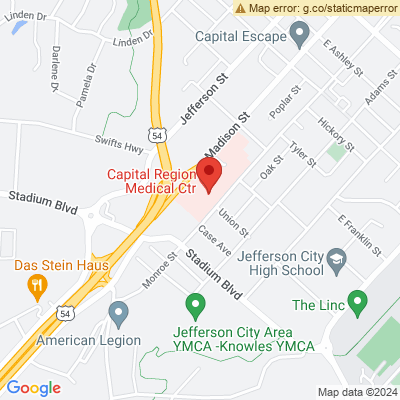 Map error: g.co/staticmaperror
Linden Dr
Linden Dr
Darlene Dr
Pamela Dr
Capital Escape
E Ashley St
Adams St
Jefferson St
Poplar St
Hickory St
Madison St
54
Swifts Hwy
Tyler St
Oak St
Capital Region
Medical Ctr
Stadium Blvd
Union St
E Franklin St
Case Ave
Das Stein Haus
Monroe St
Stadium Blvd
Jefferson City
High School
54
American Legion
The Linc
Jefferson City Area
YMCA -Knowles YMCA
Google
Map data ©2024